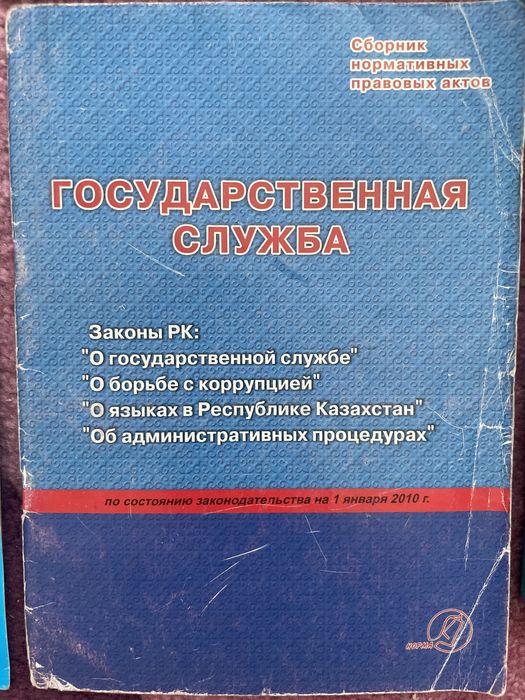 Сборник
нормативных
правовых актов
ГОСУДАРСТВЕННАЯ
СЛУЖБА
Законы РК:
"О государственной службе"
"О борьбе с коррупцией"
"О языках в Республике Казахстан"
"Об административных процедурах"
по состоянию законодательства на 1 января 2010 г.
НОРМА